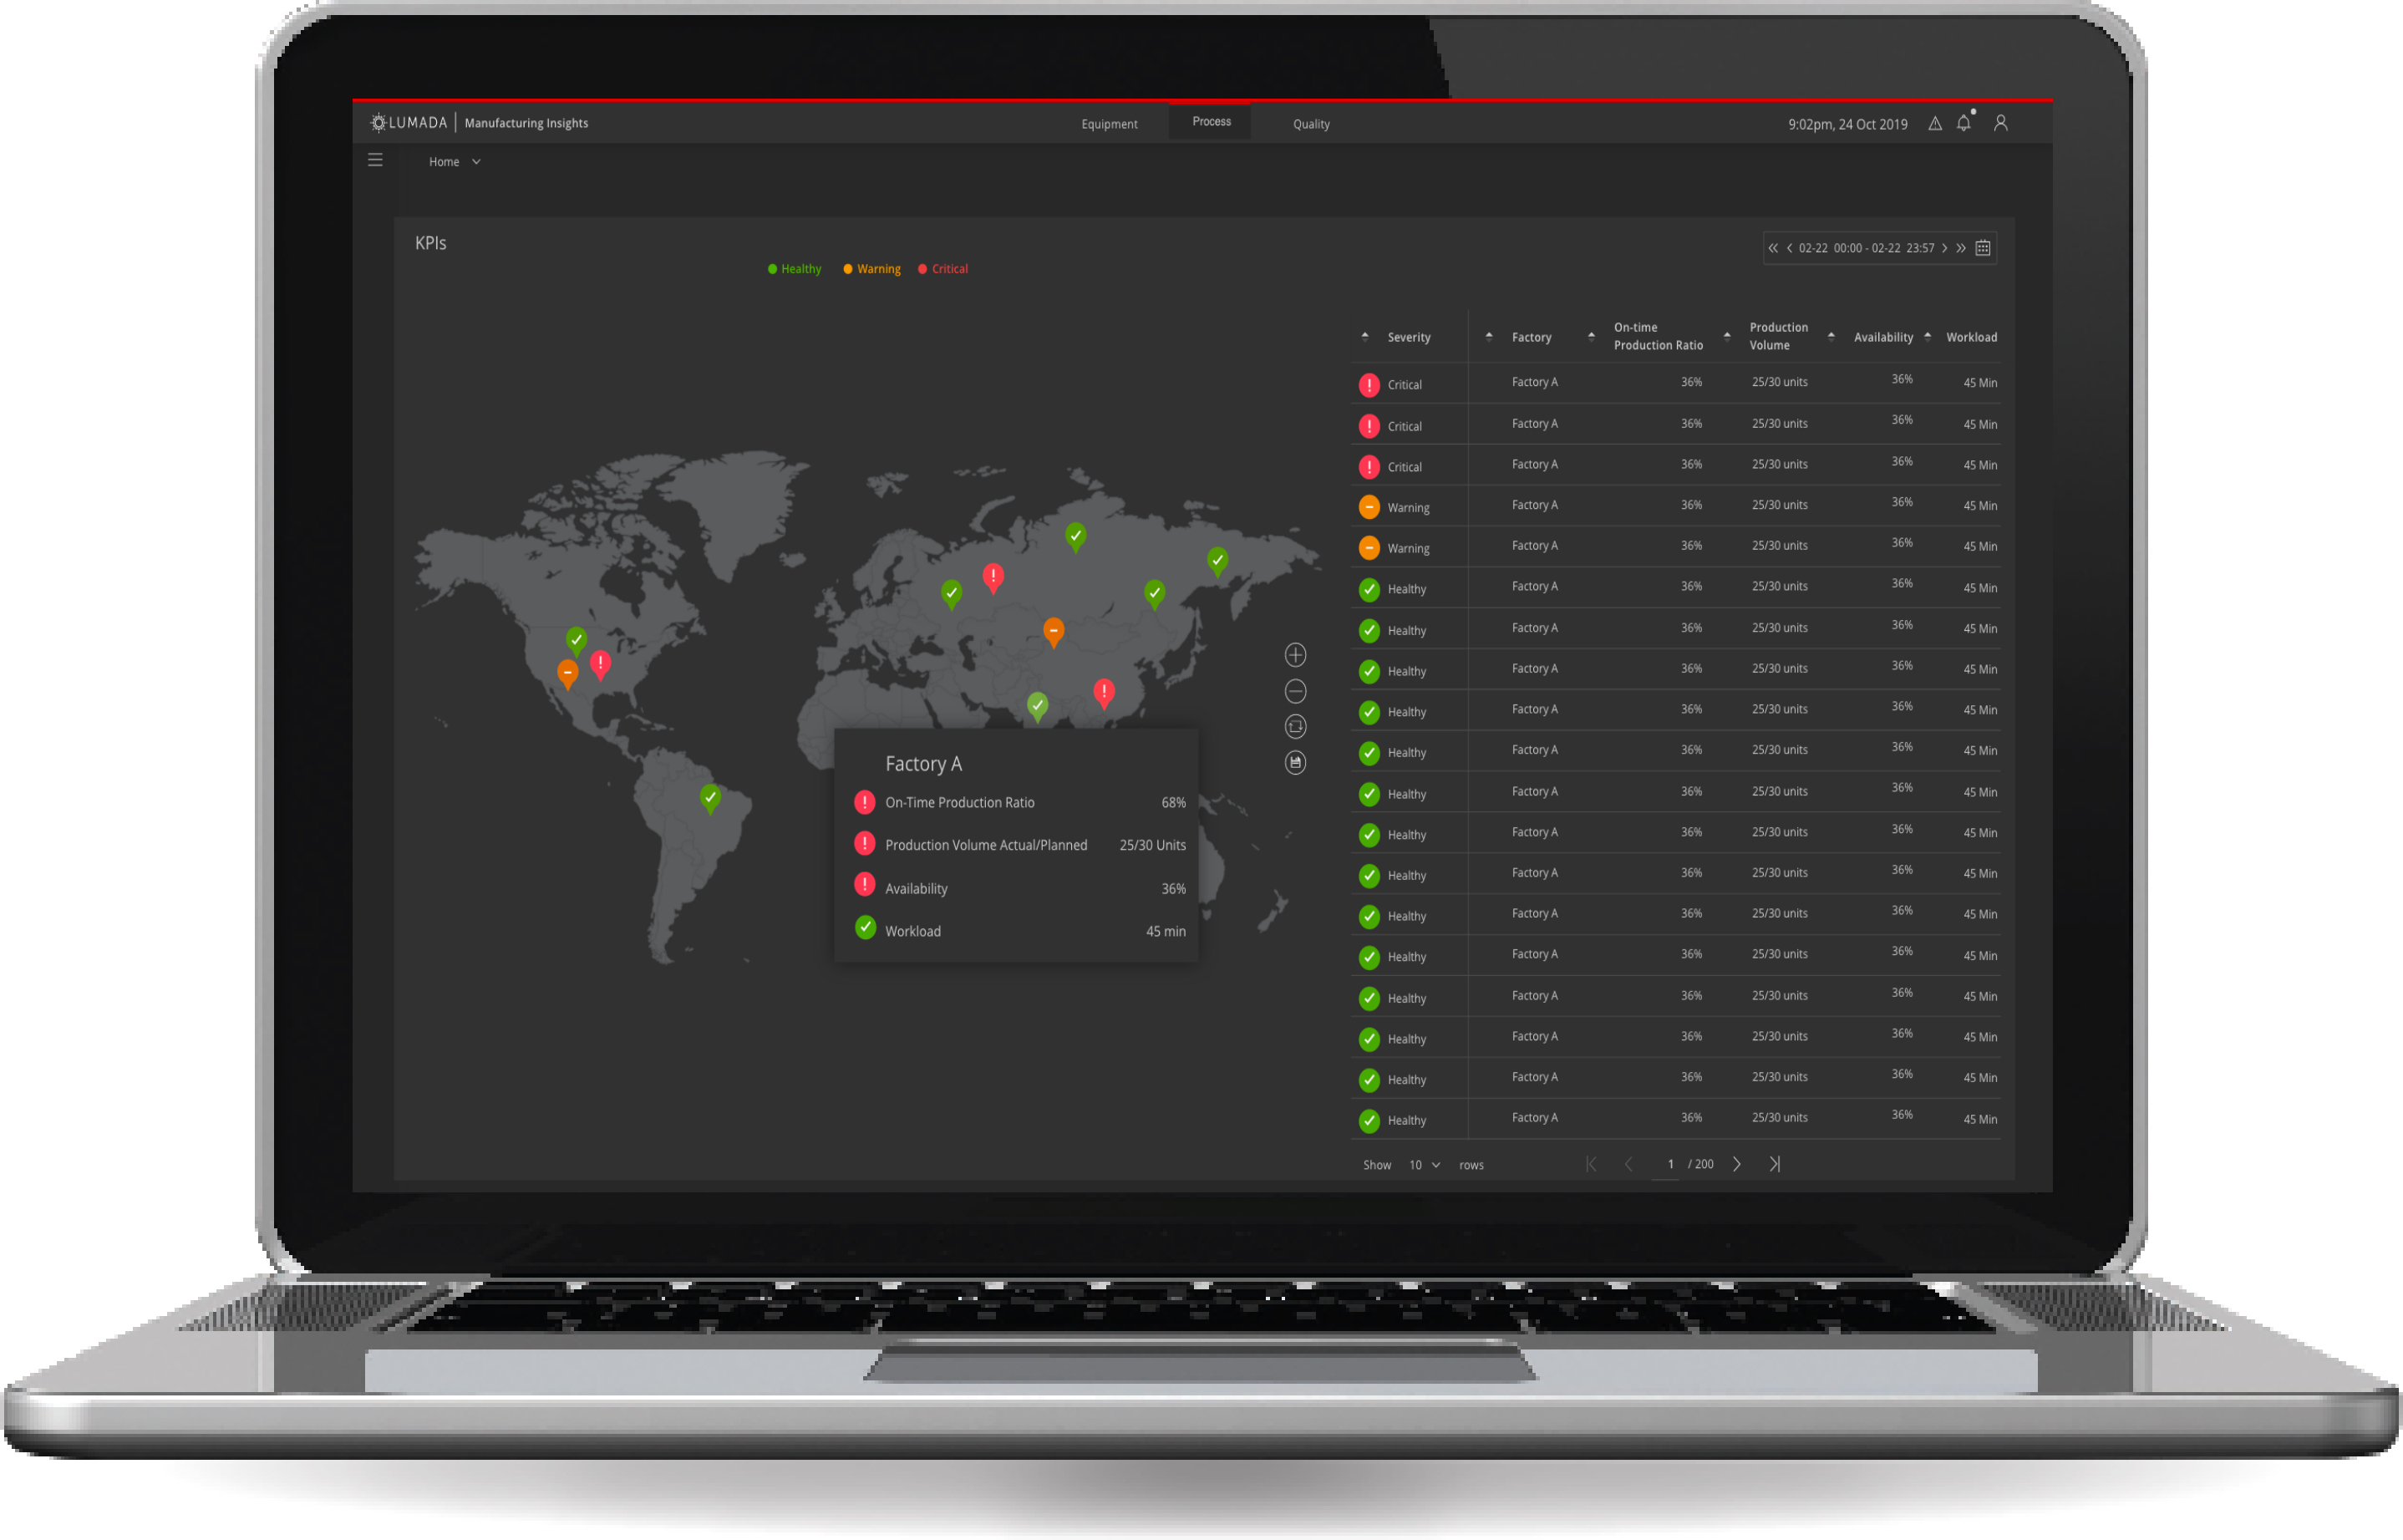 LUMADA | Manufacturing Insights
Equipment
Process
Quality
9:02pm, 24 Oct 2019
Home
KPIs
Healthy
Warning
Critical
02-22 00:00 - 02-22 23:57
Severity
Factory
On-time
Production Ratio
Production
Volume
Availability
Workload
Critical Factory A 36% 25/30 units 36% 45 Min
Critical Factory A 36% 25/30 units 36% 45 Min
Critical Factory A 36% 25/30 units 36% 45 Min
Warning Factory A 36% 25/30 units 36% 45 Min
Warning Factory A 36% 25/30 units 36% 45 Min
Healthy Factory A 36% 25/30 units 36% 45 Min
Healthy Factory A 36% 25/30 units 36% 45 Min
Healthy Factory A 36% 25/30 units 36% 45 Min
Healthy Factory A 36% 25/30 units 36% 45 Min
Healthy Factory A 36% 25/30 units 36% 45 Min
Healthy Factory A 36% 25/30 units 36% 45 Min
Healthy Factory A 36% 25/30 units 36% 45 Min
Healthy Factory A 36% 25/30 units 36% 45 Min
Healthy Factory A 36% 25/30 units 36% 45 Min
Healthy Factory A 36% 25/30 units 36% 45 Min
Healthy Factory A 36% 25/30 units 36% 45 Min
Healthy Factory A 36% 25/30 units 36% 45 Min
Healthy Factory A 36% 25/30 units 36% 45 Min
Healthy Factory A 36% 25/30 units 36% 45 Min
Show 10 rows
1 / 200
Factory A
On-Time Production Ratio 68%
Production Volume Actual/Planned 25/30 Units
Availability 36%
Workload 45 min